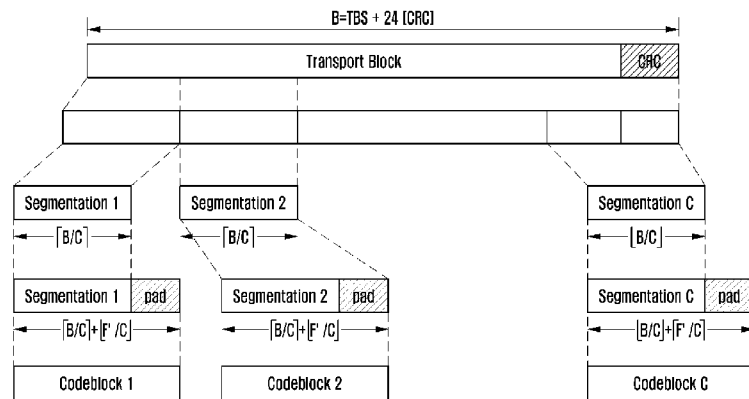 B=TBS + 24 [CRC]
Transport Block CRC
Segmentation 1 Segmentation 2 Segmentation C
⌈B/C⌉ ⌈B/C⌉ ⌊B/C⌋
Segmentation 1 pad Segmentation 2 pad Segmentation C pad
⌈B/C⌉+⌊F'/C⌋ ⌈B/C⌉+⌊F'/C⌋ ⌊B/C⌋+⌈F'/C⌉
Codeblock 1 Codeblock 2 Codeblock C